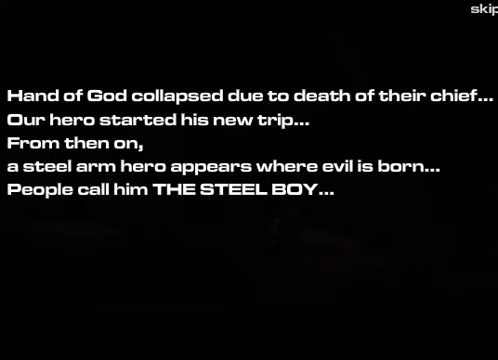 skip
Hand of God collapsed due to death of their chief...
Our hero started his new trip...
From then on,
a steel arm hero appears where evil is born...
People call him THE STEEL BOY...